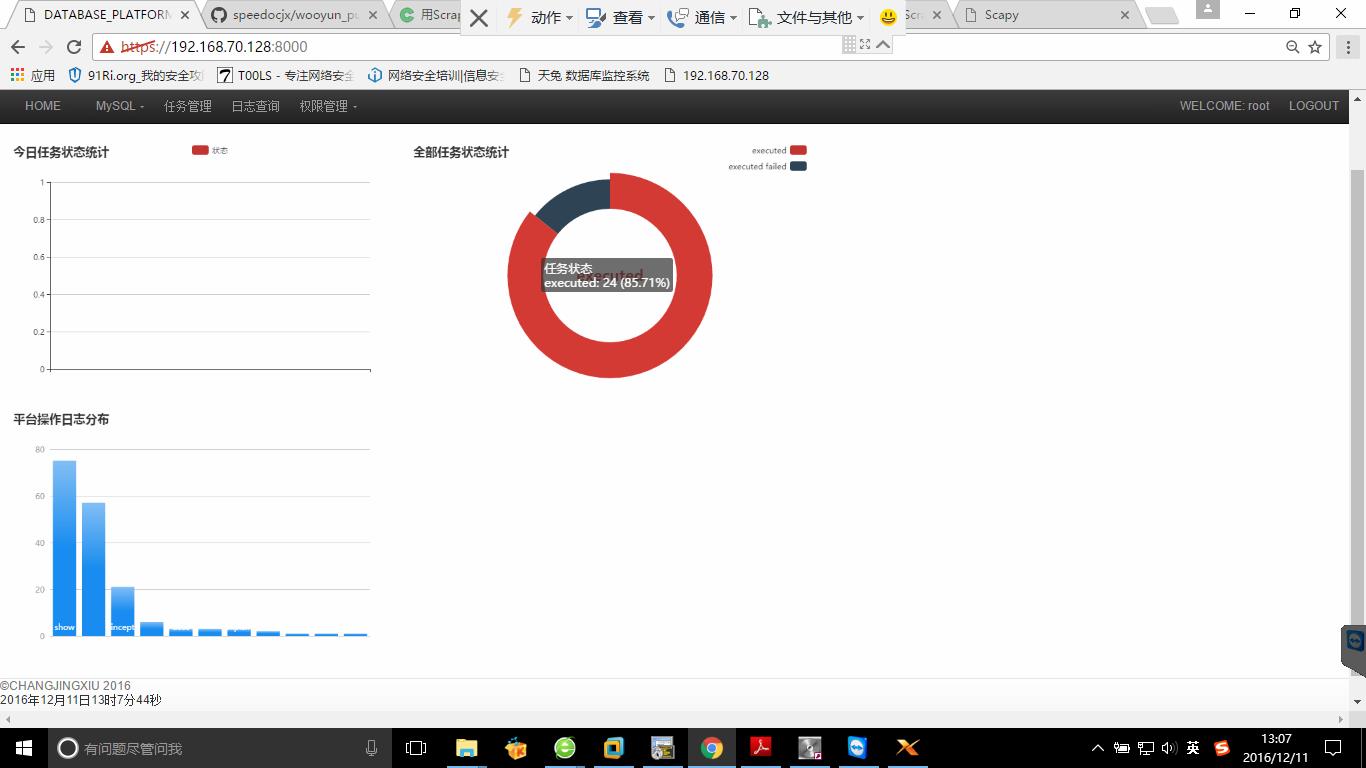 DATABASE_PLATFORM
speedocjx/wooyun_pu
用Scrap
动作
查看
通信
文件与其他
Scra
Scapy
https://192.168.70.128:8000
应用
91Ri.org_我的安全攻
T00LS - 专注网络安全
网络安全培训|信息安
天兔 数据库监控系统
192.168.70.128
HOME
MySQL
任务管理
日志查询
权限管理
WELCOME: root
LOGOUT
今日任务状态统计
状态
全部任务状态统计
executed
executed failed
1
0.8
0.6
0.4
0.2
0
executed
任务状态
executed: 24 (85.71%)
平台操作日志分布
80
60
40
20
0
show
incept
©CHANGJINGXIU 2016
2016年12月11日13时7分44秒
有问题尽管问我
英
13:07
2016/12/11